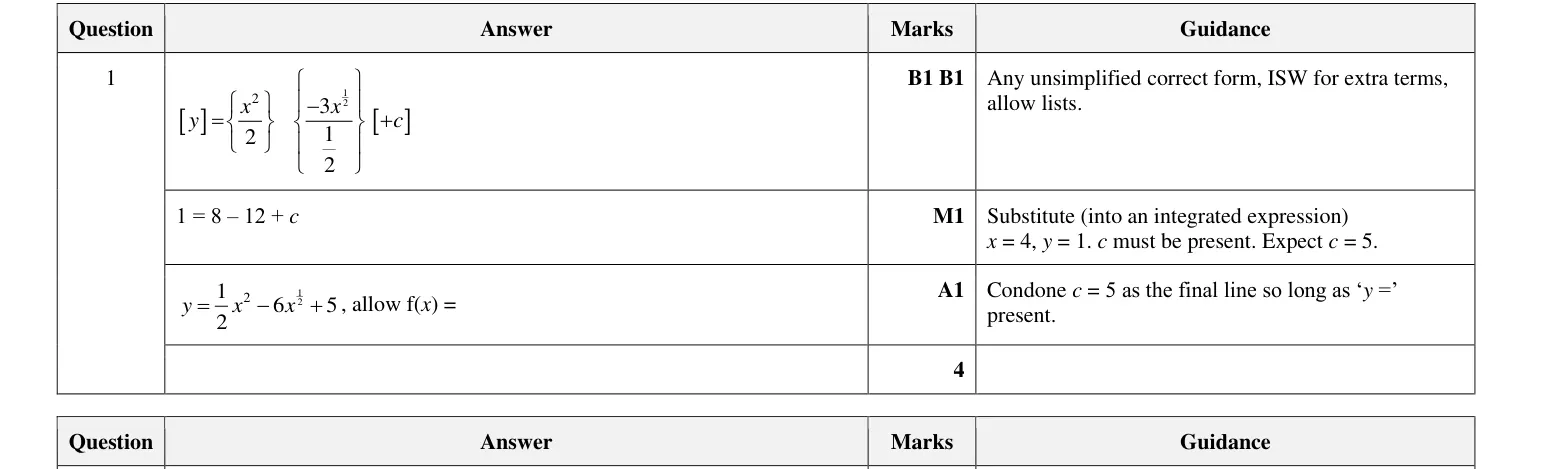 Question Answer Marks Guidance
1 [y] = {x²/2} {−3x^(1/2) / (1/2)} [+c] B1 B1 Any unsimplified correct form, ISW for extra terms,
allow lists.
1 = 8 – 12 + c M1 Substitute (into an integrated expression)
x = 4, y = 1. c must be present. Expect c = 5.
y = 1/2 x² − 6x^(1/2) + 5, allow f(x) = A1 Condone c = 5 as the final line so long as ‘y =’
present.
4
Question Answer Marks Guidance